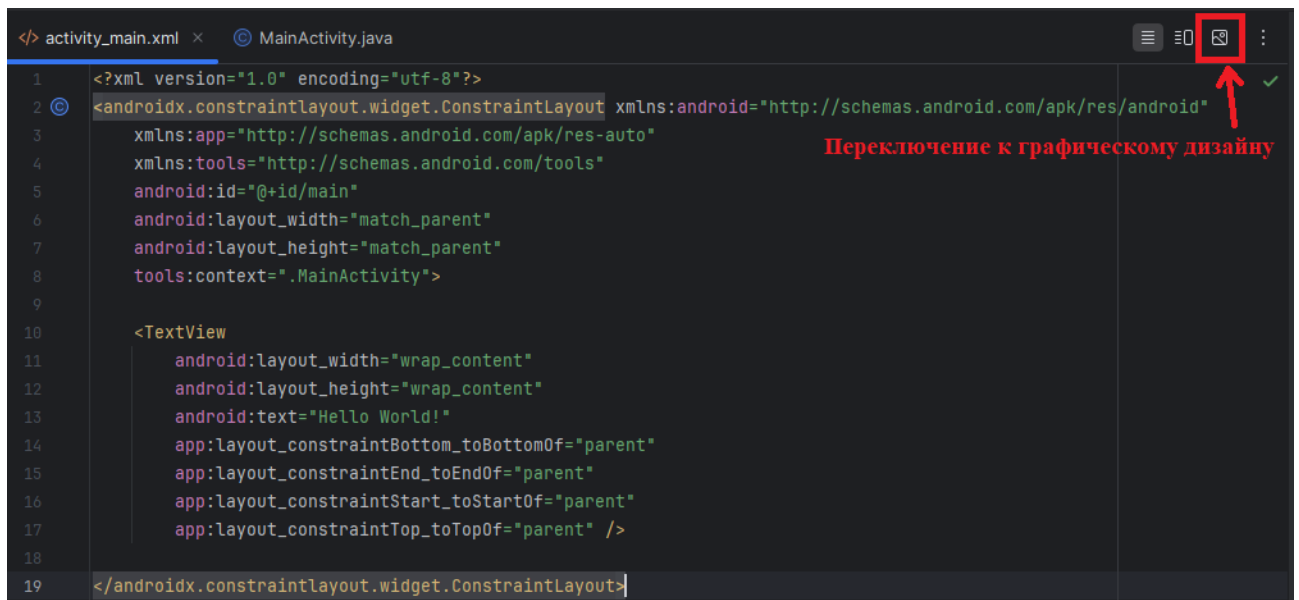 </> activity_main.xml × © MainActivity.java
1 <?xml version="1.0" encoding="utf-8"?>
2 © <androidx.constraintlayout.widget.ConstraintLayout xmlns:android="http://schemas.android.com/apk/res/android"
3 xmlns:app="http://schemas.android.com/apk/res-auto"
Переключение к графическому дизайну
4 xmlns:tools="http://schemas.android.com/tools"
5 android:id="@+id/main"
6 android:layout_width="match_parent"
7 android:layout_height="match_parent"
8 tools:context=".MainActivity">
9
10 <TextView
11 android:layout_width="wrap_content"
12 android:layout_height="wrap_content"
13 android:text="Hello World!"
14 app:layout_constraintBottom_toBottomOf="parent"
15 app:layout_constraintEnd_toEndOf="parent"
16 app:layout_constraintStart_toStartOf="parent"
17 app:layout_constraintTop_toTopOf="parent" />
18
19 </androidx.constraintlayout.widget.ConstraintLayout>